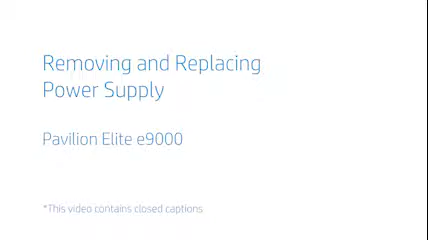 Removing and Replacing
Power Supply
Pavilion Elite e9000
*This video contains closed captions